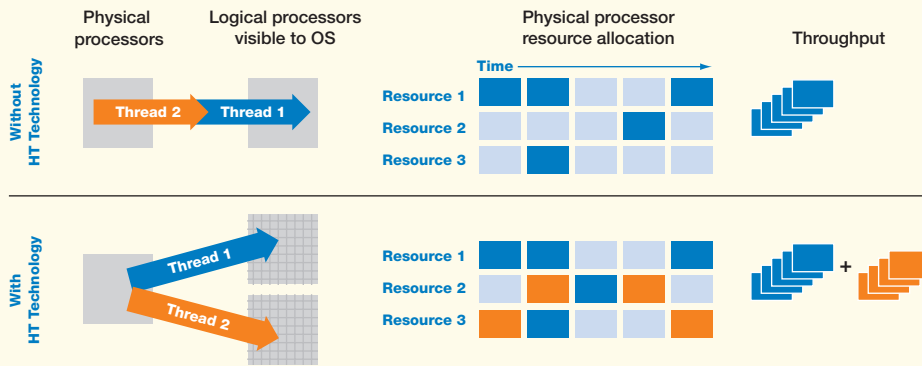 Physical
processors
Logical processors
visible to OS
Physical processor
resource allocation
Throughput
Without
HT Technology
Thread 2
Thread 1
Time
Resource 1
Resource 2
Resource 3
With
HT Technology
Thread 1
Thread 2
Resource 1
Resource 2
Resource 3
+